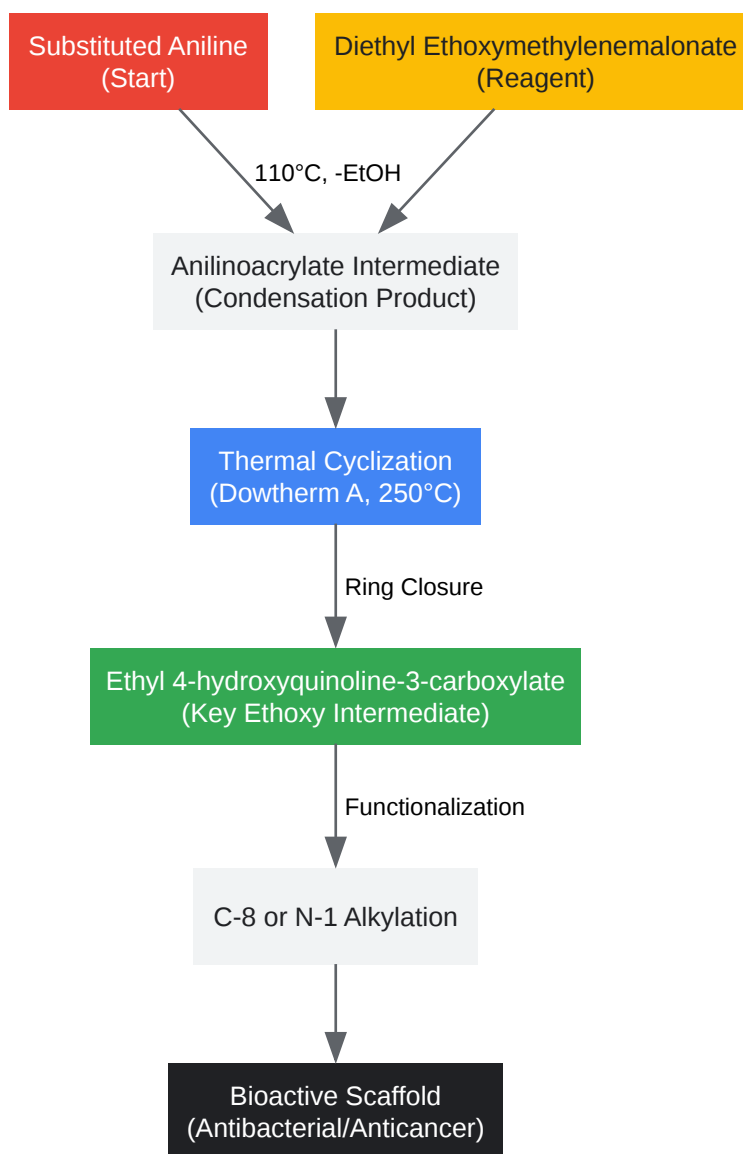 Substituted Aniline
(Start)
Diethyl Ethoxymethylenemalonate
(Reagent)
110°C, -EtOH
Anilinoacrylate Intermediate
(Condensation Product)
Thermal Cyclization
(Dowtherm A, 250°C)
Ring Closure
Ethyl 4-hydroxyquinoline-3-carboxylate
(Key Ethoxy Intermediate)
Functionalization
C-8 or N-1 Alkylation
Bioactive Scaffold
(Antibacterial/Anticancer)